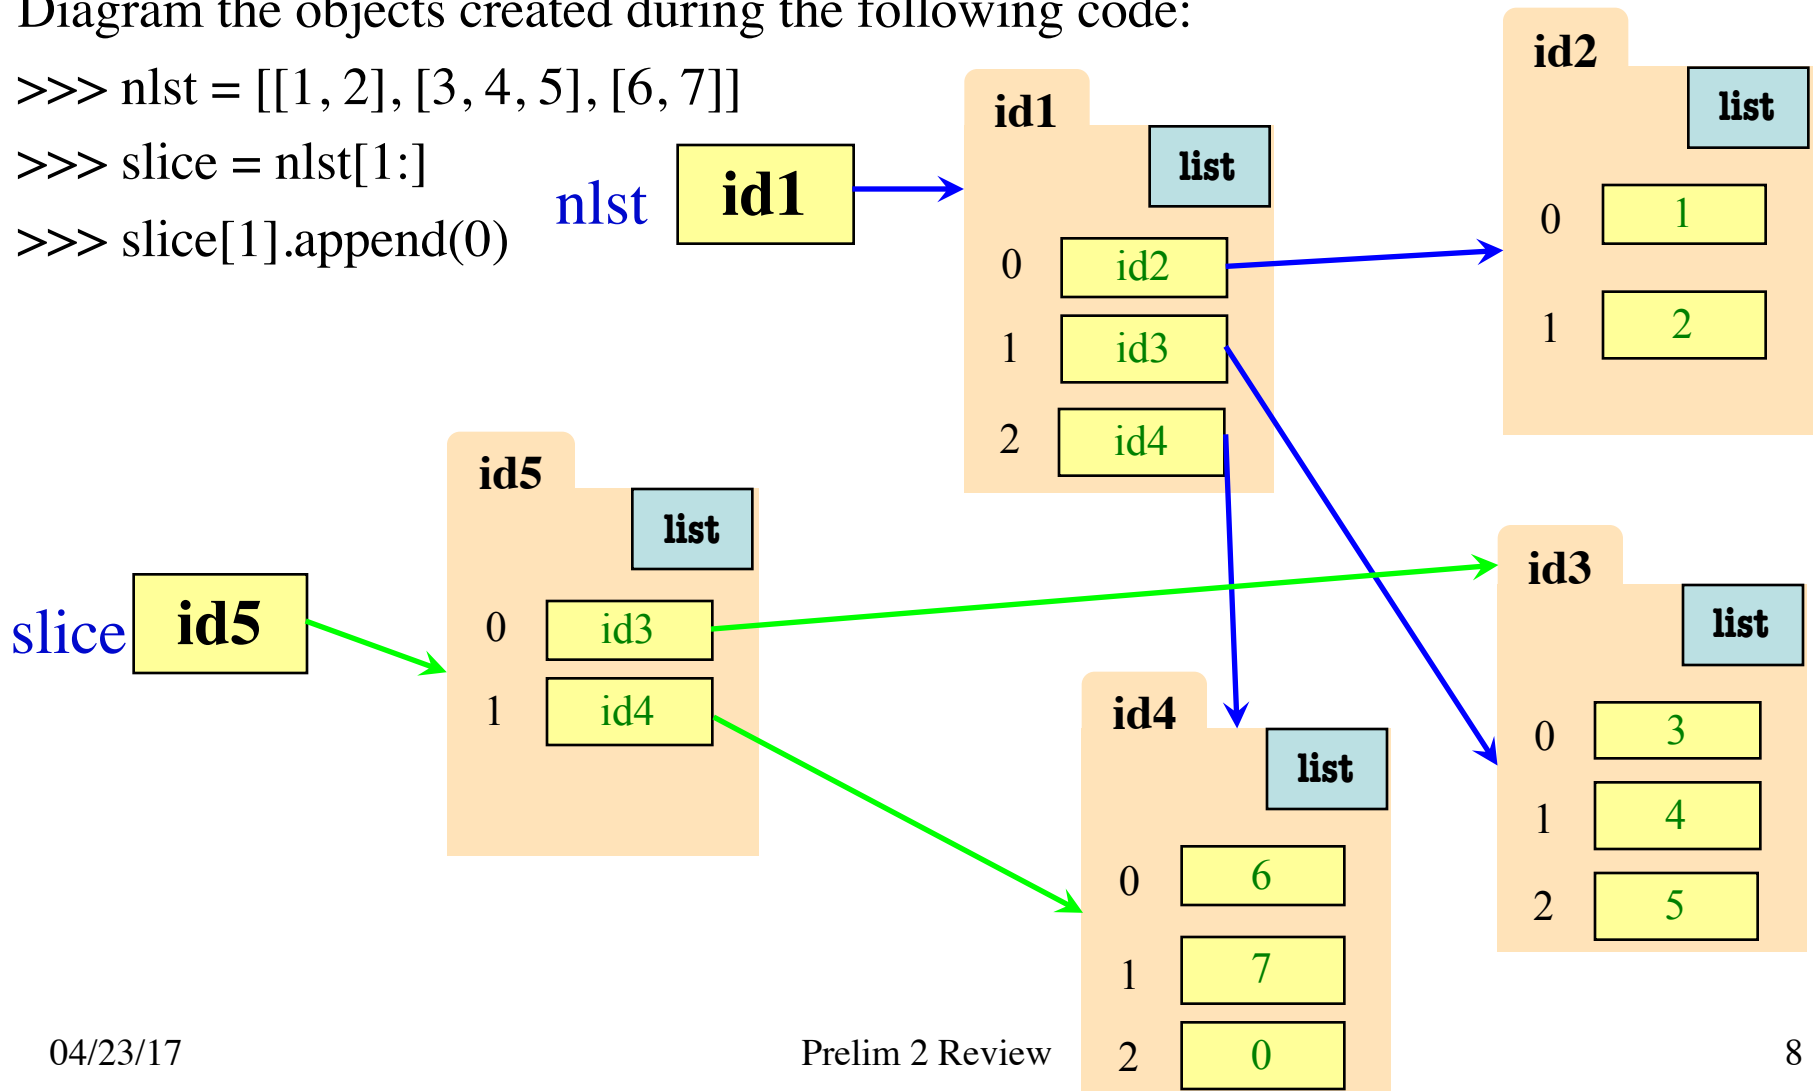 Diagram the objects created during the following code:
>>> nlst = [[1, 2], [3, 4, 5], [6, 7]]
>>> slice = nlst[1:]
>>> slice[1].append(0)
nlst
id1
id1
list
0
id2
1
id3
2
id4
id2
list
0
1
1
2
slice
id5
id5
list
0
id3
1
id4
id4
list
0
6
1
7
2
0
id3
list
0
3
1
4
2
5
04/23/17
Prelim 2 Review
8